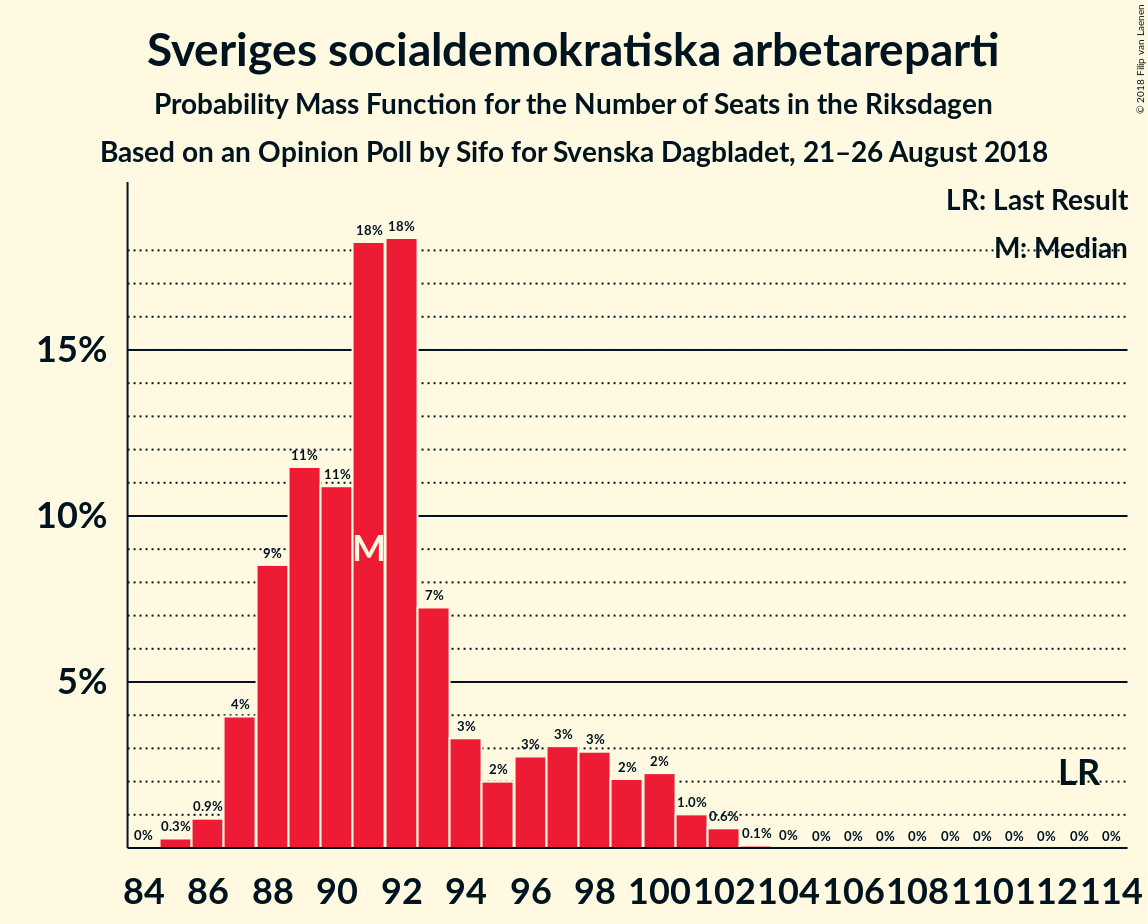 Sveriges socialdemokratiska arbetareparti
Probability Mass Function for the Number of Seats in the Riksdagen
Based on an Opinion Poll by Sifo for Svenska Dagbladet, 21–26 August 2018
© 2018 Filip van Laenen
LR: Last Result
M: Median
15%
10%
5%
0% 0.3% 0.9% 4% 9% 11% 11% 18% 18% 7% 3% 2% 3% 3% 3% 2% 2% 1.0% 0.6% 0.1% 0% 0% 0% 0% 0% 0% 0% 0% 0% 0% 0%
M
LR
84 86 88 90 92 94 96 98 100 102 104 106 108 110 112 114